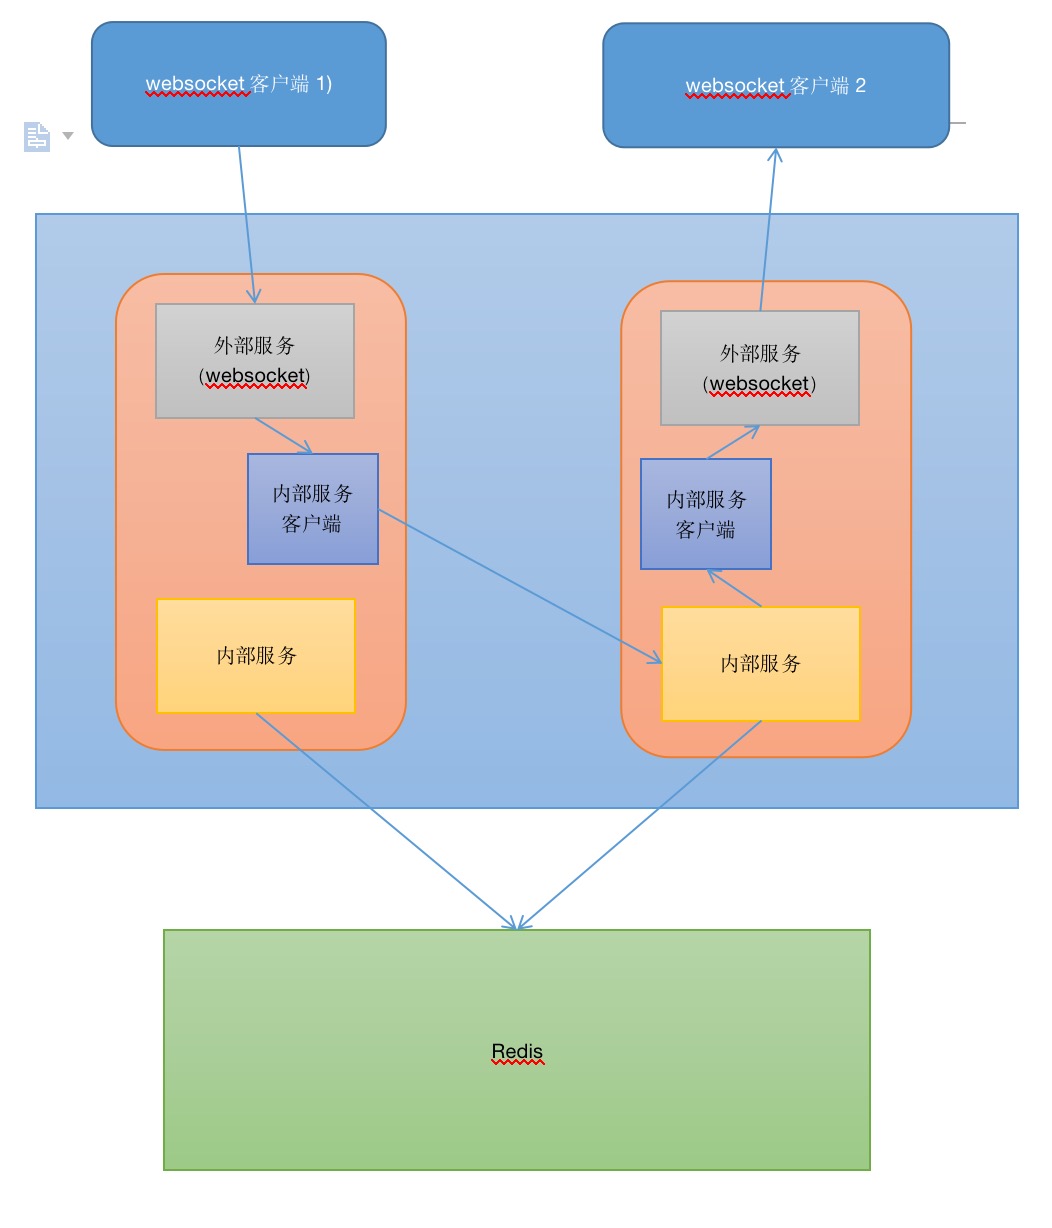 websocket 客户端 1)
websocket 客户端 2
外部服务
(websocket)
外部服务
(websocket)
内部服务
客户端
内部服务
客户端
内部服务
内部服务
Redis